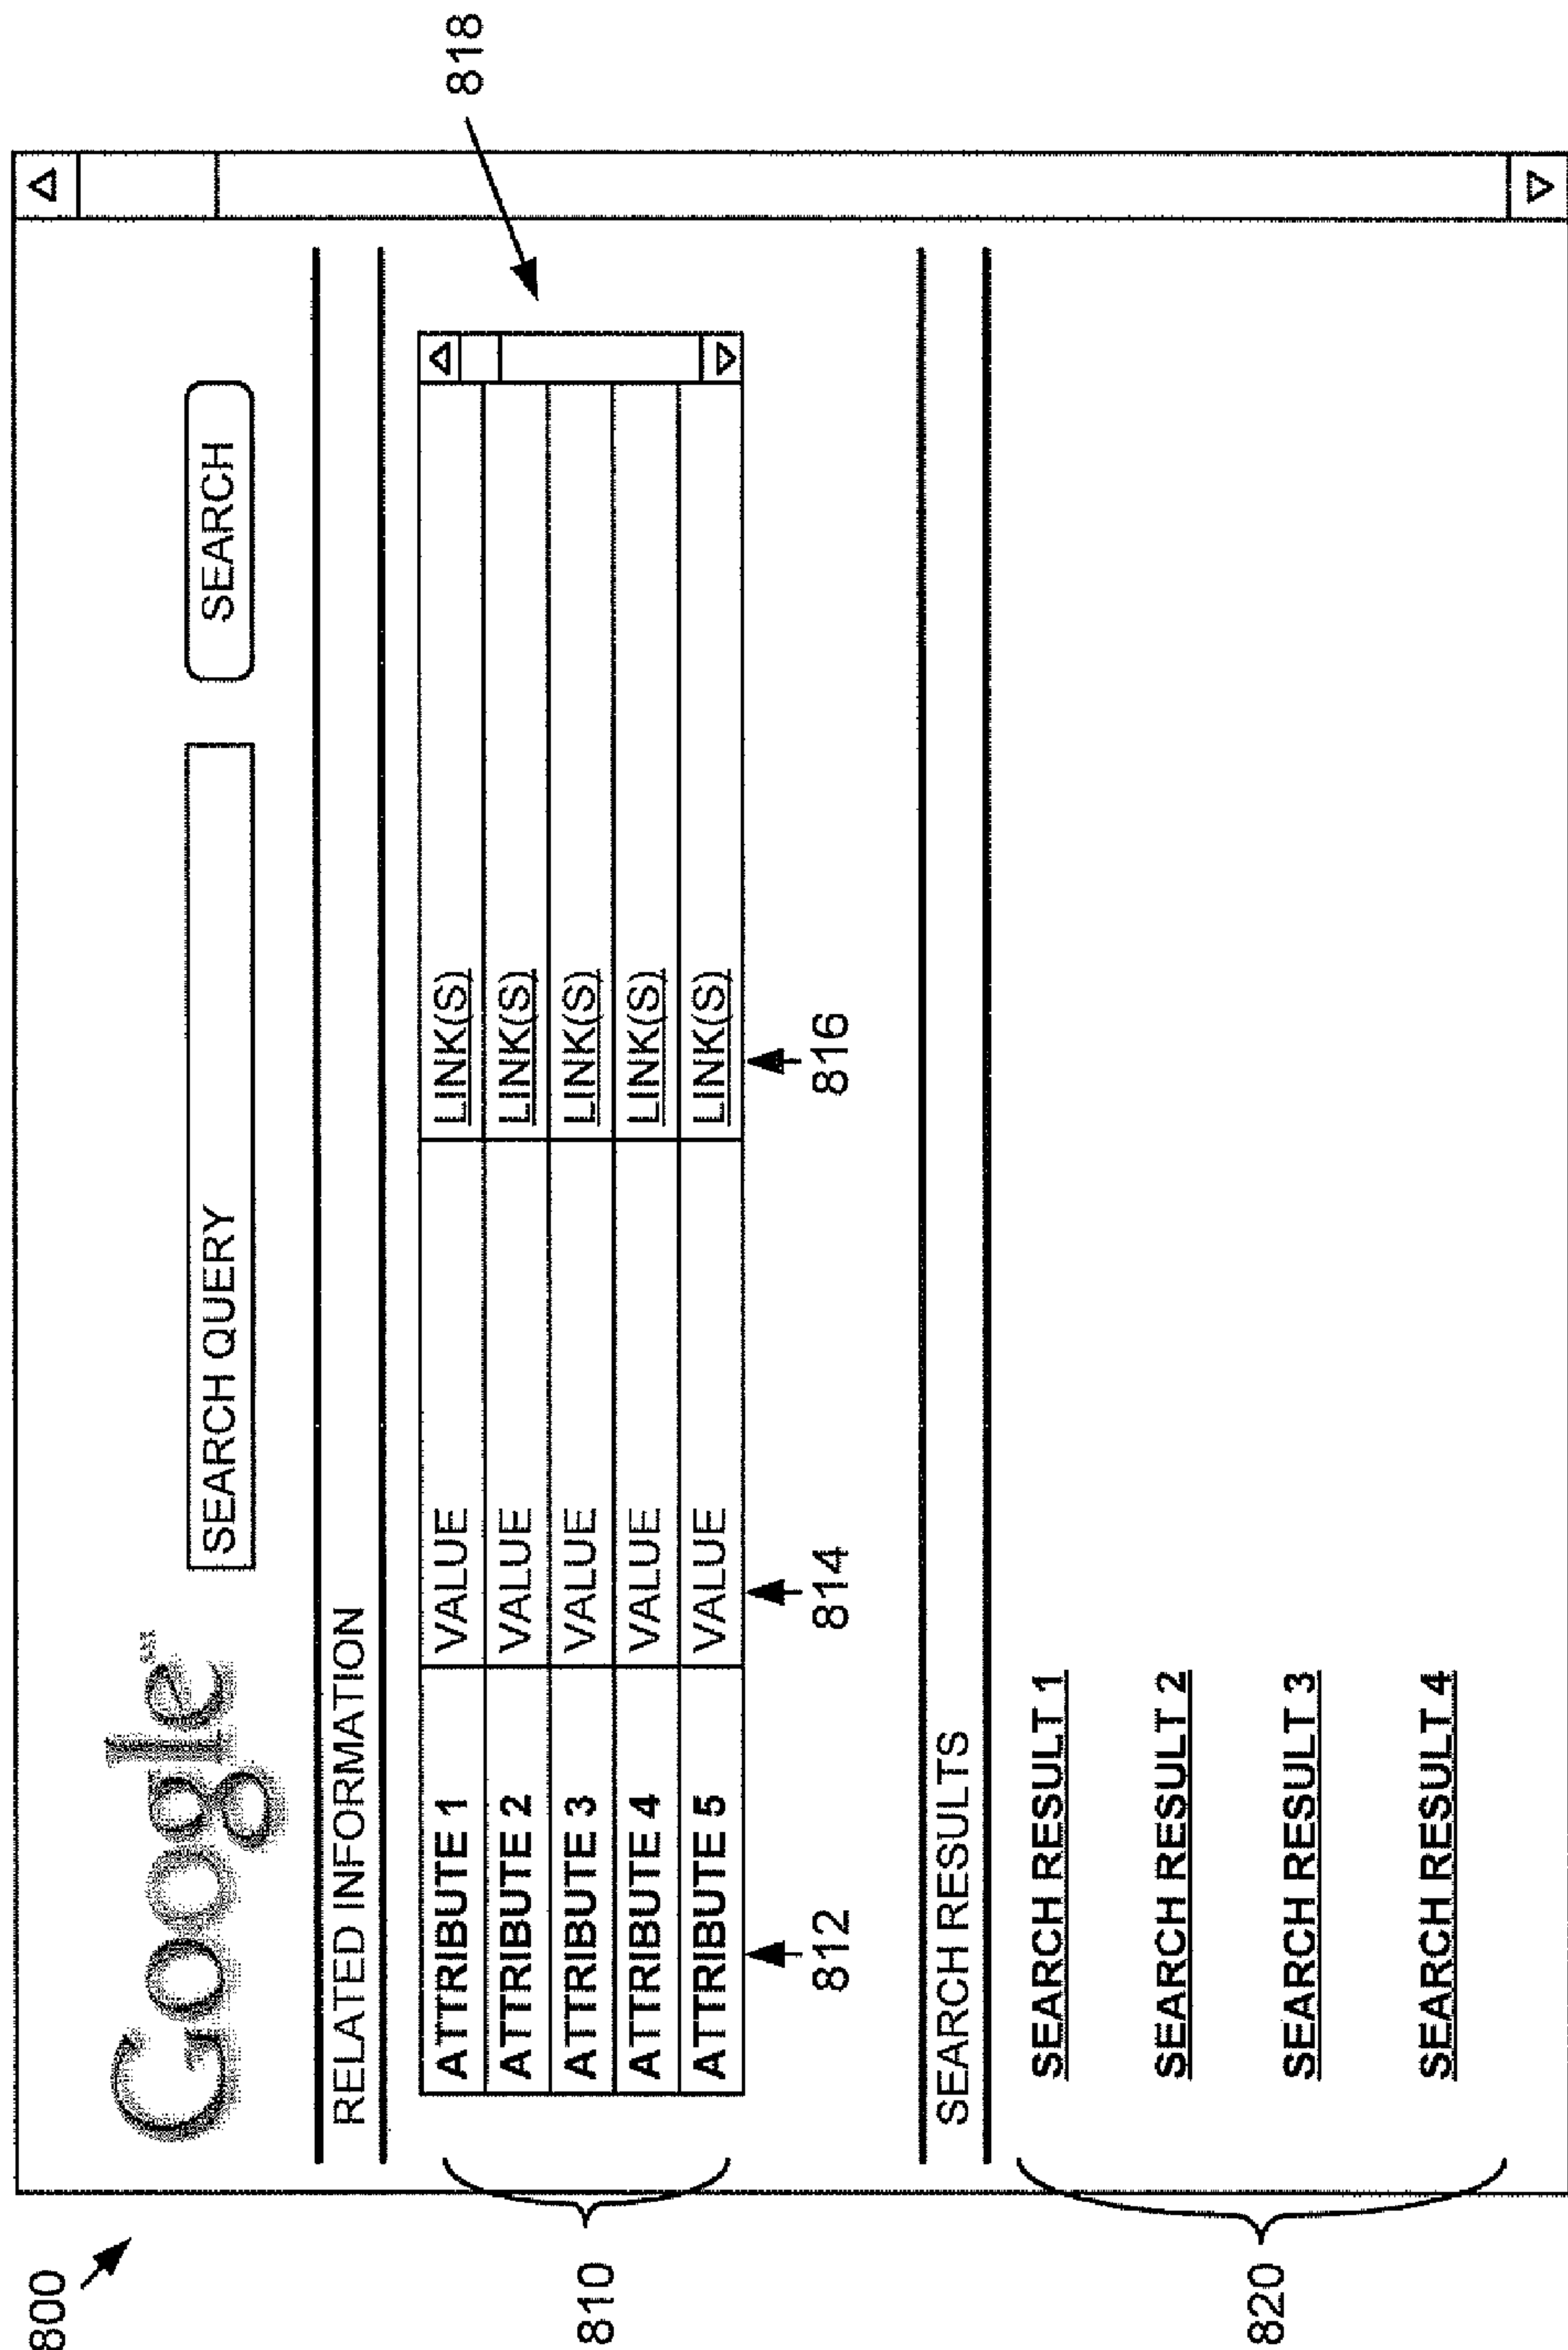 800
818
Google
SEARCH QUERY
SEARCH
RELATED INFORMATION
810
ATTRIBUTE 1 VALUE LINK(S)
ATTRIBUTE 2 VALUE LINK(S)
ATTRIBUTE 3 VALUE LINK(S)
ATTRIBUTE 4 VALUE LINK(S)
ATTRIBUTE 5 VALUE LINK(S)
812 814 816
SEARCH RESULTS
820
SEARCH RESULT 1
SEARCH RESULT 2
SEARCH RESULT 3
SEARCH RESULT 4